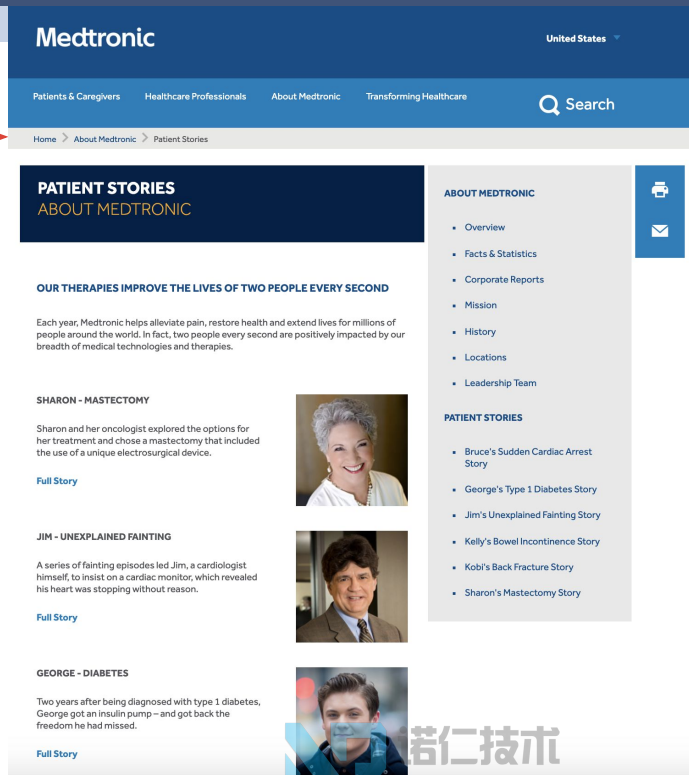 Medtronic
United States
Patients & Caregivers
Healthcare Professionals
About Medtronic
Transforming Healthcare
Search
Home
About Medtronic
Patient Stories
PATIENT STORIES
ABOUT MEDTRONIC
OUR THERAPIES IMPROVE THE LIVES OF TWO PEOPLE EVERY SECOND
Each year, Medtronic helps alleviate pain, restore health and extend lives for millions of
people around the world. In fact, two people every second are positively impacted by our
breadth of medical technologies and therapies.
SHARON - MASTECTOMY
Sharon and her oncologist explored the options for
her treatment and chose a mastectomy that included
the use of a unique electrosurgical device.
Full Story
JIM - UNEXPLAINED FAINTING
A series of fainting episodes led Jim, a cardiologist
himself, to insist on a cardiac monitor, which revealed
his heart was stopping without reason.
Full Story
GEORGE - DIABETES
Two years after being diagnosed with type 1 diabetes,
George got an insulin pump – and got back the
freedom he had missed.
Full Story
ABOUT MEDTRONIC
Overview
Facts & Statistics
Corporate Reports
Mission
History
Locations
Leadership Team
PATIENT STORIES
Bruce's Sudden Cardiac Arrest
Story
George's Type 1 Diabetes Story
Jim's Unexplained Fainting Story
Kelly's Bowel Incontinence Story
Kobi's Back Fracture Story
Sharon's Mastectomy Story
诺仁技术